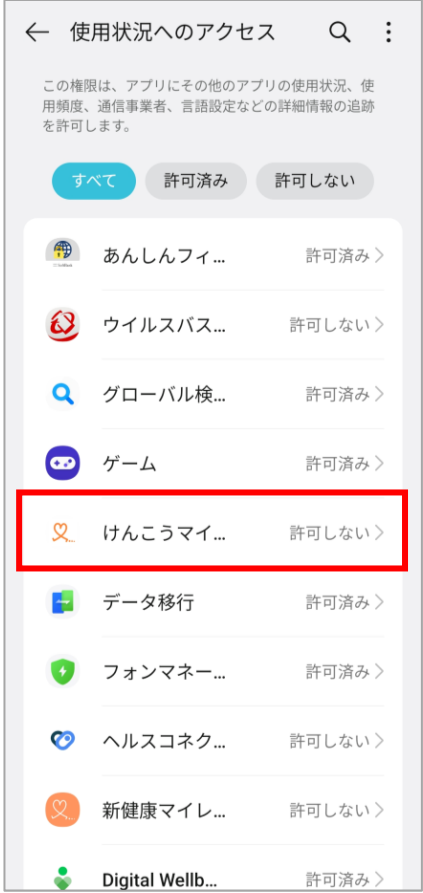 使用状況へのアクセス
この権限は、アプリにその他のアプリの使用状況、使
用頻度、通信事業者、言語設定などの詳細情報の追跡
を許可します。
すべて 許可済み 許可しない
あんしんフィ... 許可済み
ウイルスバス... 許可しない
グローバル検... 許可済み
ゲーム 許可済み
けんこうマイ... 許可しない
データ移行 許可済み
フォンマネー... 許可済み
ヘルスコネク... 許可しない
新健康マイレ... 許可しない
Digital Wellb... 許可済み